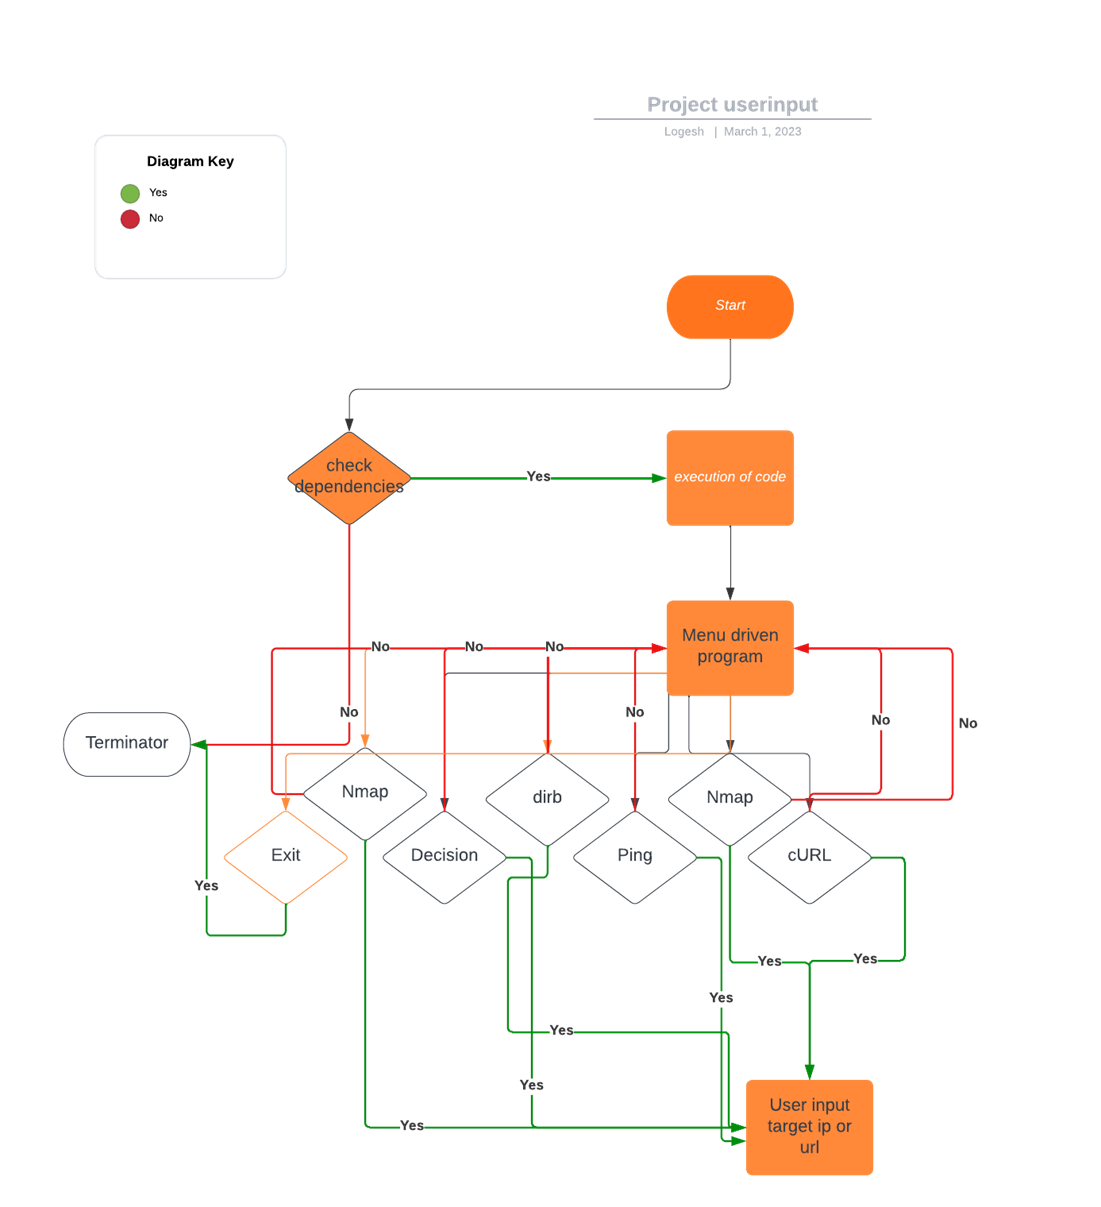 Project userinput
Logesh | March 1, 2023
Diagram Key
Yes
No
Start
check
dependencies
Yes
execution of code
Menu driven
program
No
No
No
No
No
No
No
Terminator
Nmap
dirb
Nmap
Exit
Decision
Ping
cURL
Yes
Yes
Yes
Yes
Yes
Yes
Yes
User input
target ip or
url